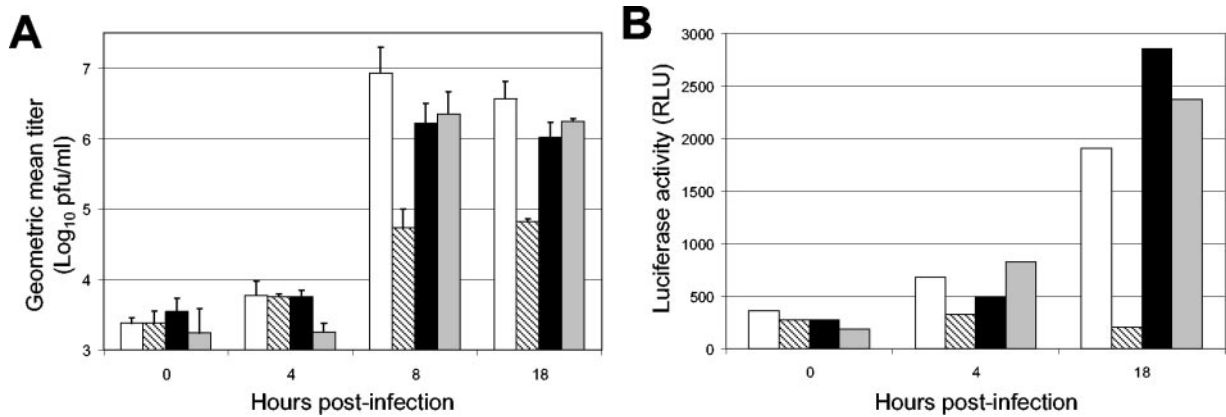 A
Geometric mean titer
(Log10 pfu/ml)
7
6
5
4
3
0 4 8 18
Hours post-infection
B
Luciferase activity (RLU)
3000
2500
2000
1500
1000
500
0
0 4 18
Hours post-infection